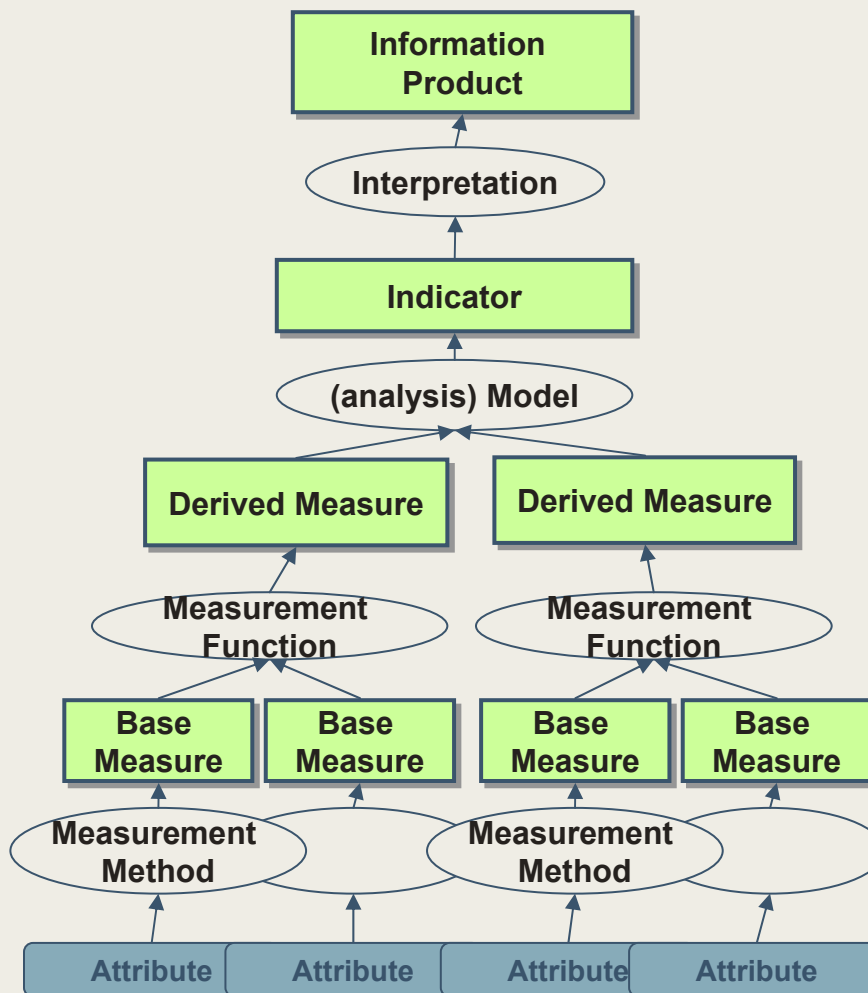 Information
Product
Interpretation
Indicator
(analysis) Model
Derived Measure
Derived Measure
Measurement
Function
Measurement
Function
Base
Measure
Base
Measure
Base
Measure
Base
Measure
Measurement
Method
Measurement
Method
Attribute
Attribute
Attribute
Attribute